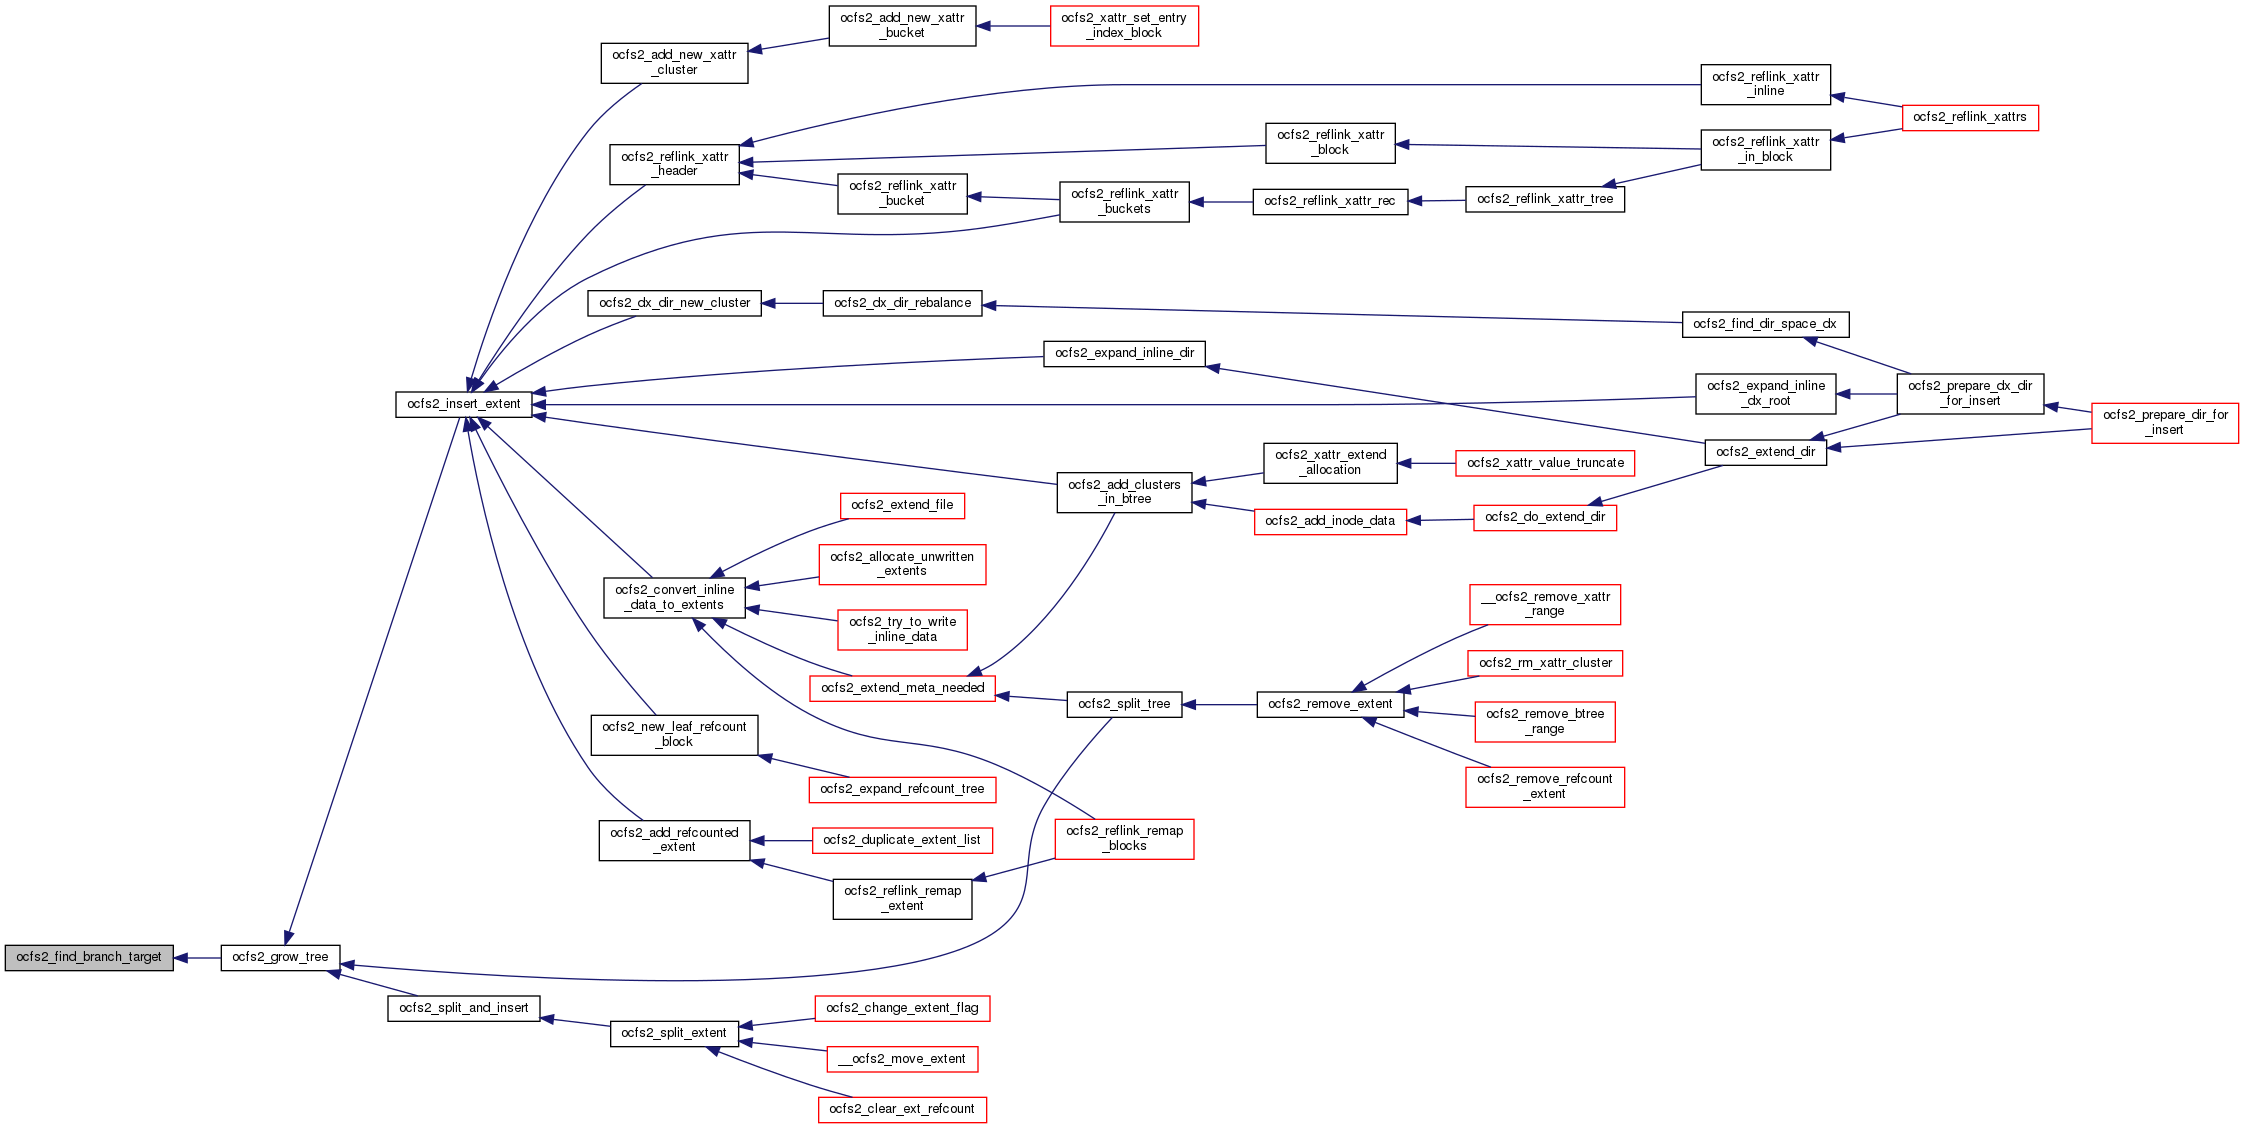 ocfs2_add_new_xattr
_bucket
ocfs2_xattr_set_entry
_index_block
ocfs2_add_new_xattr
_cluster
ocfs2_reflink_xattr
_inline
ocfs2_reflink_xattrs
ocfs2_reflink_xattr
_block
ocfs2_reflink_xattr
_in_block
ocfs2_reflink_xattr
_header
ocfs2_reflink_xattr
_bucket
ocfs2_reflink_xattr
_buckets
ocfs2_reflink_xattr_rec
ocfs2_reflink_xattr_tree
ocfs2_dx_dir_new_cluster
ocfs2_dx_dir_rebalance
ocfs2_find_dir_space_dx
ocfs2_expand_inline_dir
ocfs2_insert_extent
ocfs2_expand_inline
_dx_root
ocfs2_prepare_dx_dir
_for_insert
ocfs2_prepare_dir_for
_insert
ocfs2_extend_dir
ocfs2_xattr_extend
_allocation
ocfs2_xattr_value_truncate
ocfs2_add_clusters
_in_btree
ocfs2_add_inode_data
ocfs2_do_extend_dir
ocfs2_extend_file
ocfs2_allocate_unwritten
_extents
ocfs2_convert_inline
_data_to_extents
ocfs2_try_to_write
_inline_data
__ocfs2_remove_xattr
_range
ocfs2_rm_xattr_cluster
ocfs2_extend_meta_needed
ocfs2_split_tree
ocfs2_remove_extent
ocfs2_remove_btree
_range
ocfs2_new_leaf_refcount
_block
ocfs2_expand_refcount_tree
ocfs2_remove_refcount
_extent
ocfs2_add_refcounted
_extent
ocfs2_duplicate_extent_list
ocfs2_reflink_remap
_blocks
ocfs2_reflink_remap
_extent
ocfs2_find_branch_target
ocfs2_grow_tree
ocfs2_split_and_insert
ocfs2_change_extent_flag
ocfs2_split_extent
__ocfs2_move_extent
ocfs2_clear_ext_refcount